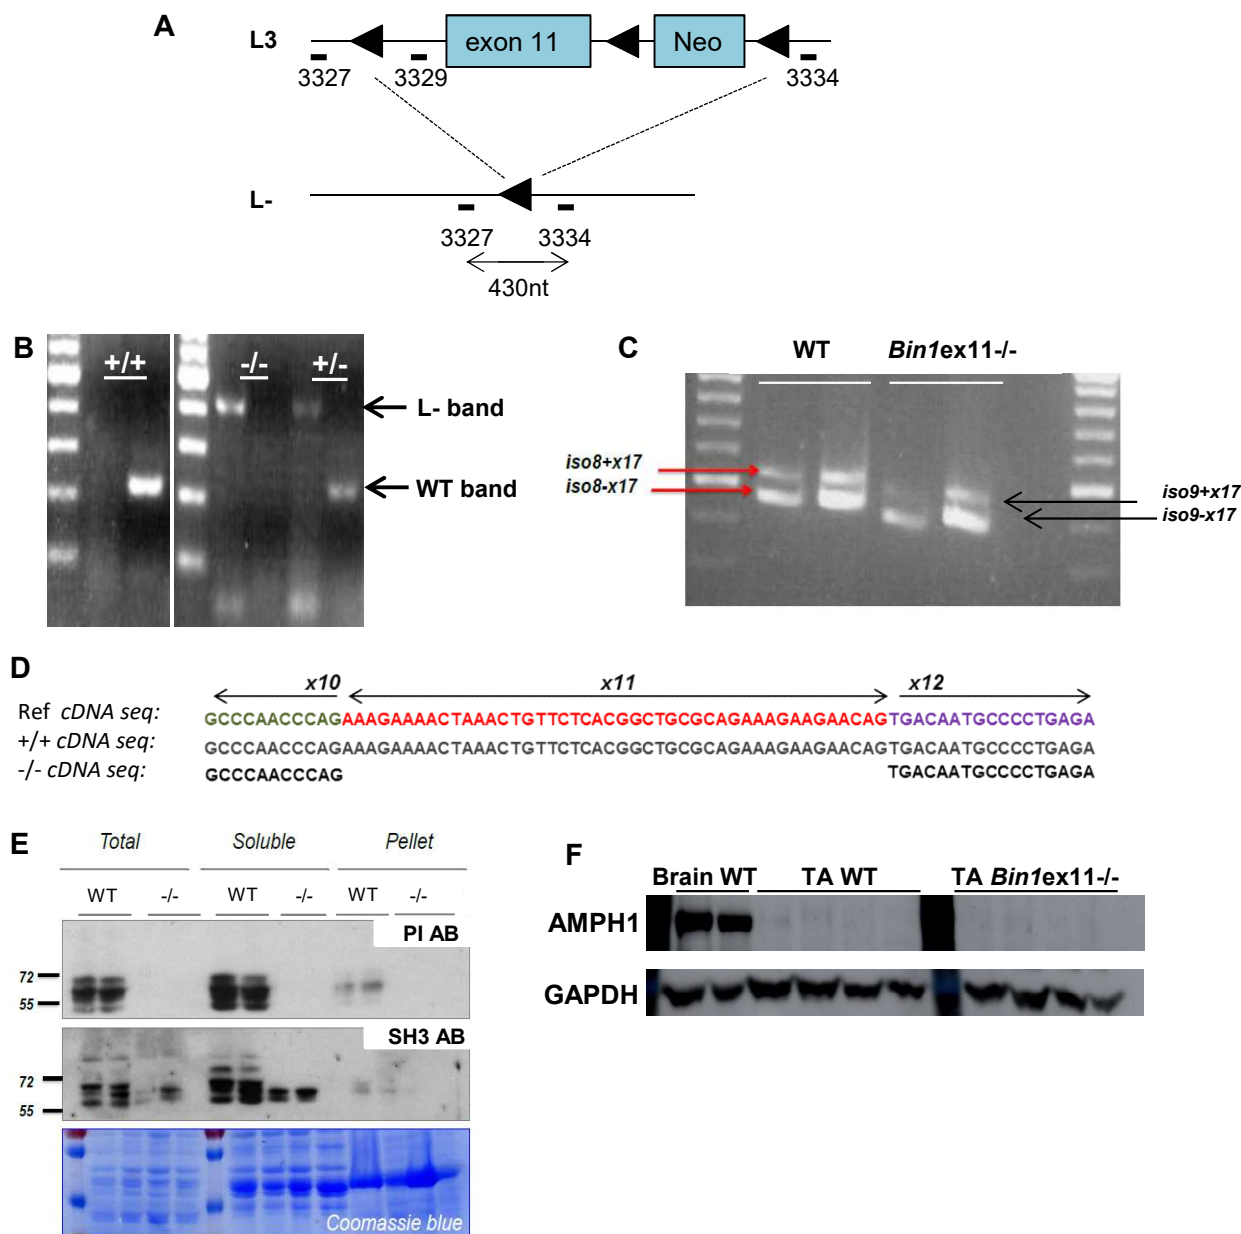 A
L3
exon 11
Neo
3327
3329
3334
L-
3327
3334
430nt
B
+/+
-/-
+/-
L- band
WT band
C
WT
Bin1ex11-/-
iso8+x17
iso8-x17
iso9+x17
iso9-x17
D
x10
x11
x12
Ref cDNA seq:
GCCCAACCCAGAAAGAAAACTAAACTGTTCTCACGGCTGCGCAGAAAGAAGAACAGTGACAATGCCCCTGAGA
+/+ cDNA seq:
GCCCAACCCAGAAAGAAAACTAAACTGTTCTCACGGCTGCGCAGAAAGAAGAACAGTGACAATGCCCCTGAGA
-/- cDNA seq:
GCCCAACCCAG TGACAATGCCCCTGAGA
E
Total
Soluble
Pellet
WT
-/-
WT
-/-
WT
-/-
PI AB
72
55
SH3 AB
72
55
Coomassie blue
F
Brain WT
TA WT
TA Bin1ex11-/-
AMPH1
GAPDH